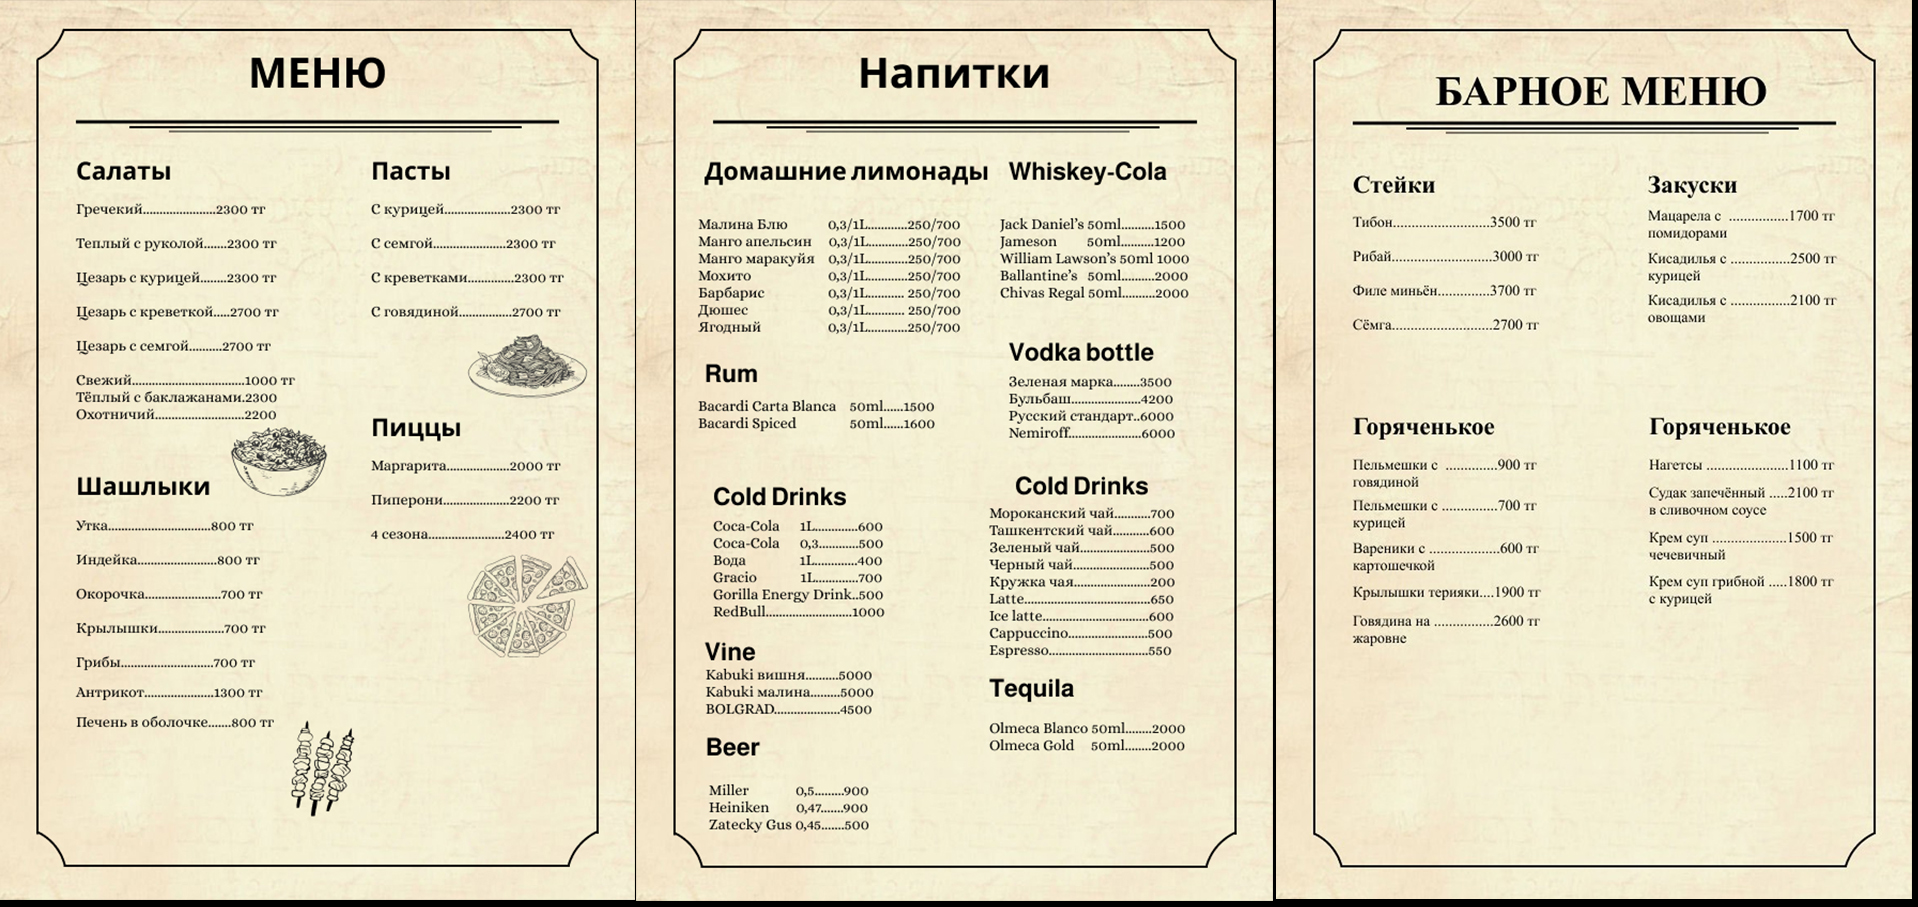 МЕНЮ
Салаты
Гречекий......................2300 тг
Теплый с руколой.......2300 тг
Цезарь с курицей........2300 тг
Цезарь с креветкой.....2700 тг
Цезарь с семгой..........2700 тг
Свежий..................................1000 тг
Тёплый с баклажанами.2300
Охотничий...........................2200
Шашлыки
Утка...............................800 тг
Индейка........................800 тг
Окорочка.......................700 тг
Крылышки....................700 тг
Грибы............................700 тг
Антрикот.....................1300 тг
Печень в оболочке.......800 тг
Пасты
С курицей....................2300 тг
С семгой......................2300 тг
С креветками..............2300 тг
С говядиной................2700 тг
Пиццы
Маргарита...................2000 тг
Пиперони....................2200 тг
4 сезона.......................2400 тг
Напитки
Домашние лимонады
Малина Блю 0,3/1L............250/700
Манго апельсин 0,3/1L............250/700
Манго маракуйя 0,3/1L............250/700
Мохито 0,3/1L............250/700
Барбарис 0,3/1L........... 250/700
Дюшес 0,3/1L........... 250/700
Ягодный 0,3/1L............250/700
Rum
Bacardi Carta Blanca 50ml......1500
Bacardi Spiced 50ml......1600
Cold Drinks
Coca-Cola 1L.............600
Coca-Cola 0,3............500
Вода 1L.............400
Gracio 1L.............700
Gorilla Energy Drink..500
RedBull..........................1000
Vine
Kabuki вишня...........5000
Kabuki малина.........5000
BOLGRAD....................4500
Beer
Miller 0,5.........900
Heiniken 0,47.......900
Zatecky Gus 0,45.......500
Whiskey-Cola
Jack Daniel’s 50ml..........1500
Jameson 50ml..........1200
William Lawson’s 50ml 1000
Ballantine’s 50ml..........2000
Chivas Regal 50ml..........2000
Vodka bottle
Зеленая марка........3500
Бульбаш.....................4200
Русский стандарт..6000
Nemiroff......................6000
Cold Drinks
Мороканский чай...........700
Ташкентский чай...........600
Зеленый чай.....................500
Черный чай.......................500
Кружка чая.......................200
Latte......................................650
Ice latte................................600
Cappuccino........................500
Espresso..............................550
Tequila
Olmeca Blanco 50ml........2000
Olmeca Gold 50ml........2000
БАРНОЕ МЕНЮ
Стейки
Тибон..........................3500 тг
Рибай...........................3000 тг
Филе миньён..............3700 тг
Сёмга...........................2700 тг
Закуски
Мацарела с ................1700 тг
помидорами
Кисадилья с ................2500 тг
курицей
Кисадилья с ................2100 тг
овощами
Горяченькое
Пельмешки с ..............900 тг
говядиной
Пельмешки с ...............700 тг
курицей
Вареники с ...................600 тг
картошечкой
Крылышки терияки....1900 тг
Говядина на ................2600 тг
жаровне
Горяченькое
Нагетсы ......................1100 тг
Судак запечённый .....2100 тг
в сливочном соусе
Крем суп ....................1500 тг
чечевичный
Крем суп грибной .....1800 тг
с курицей